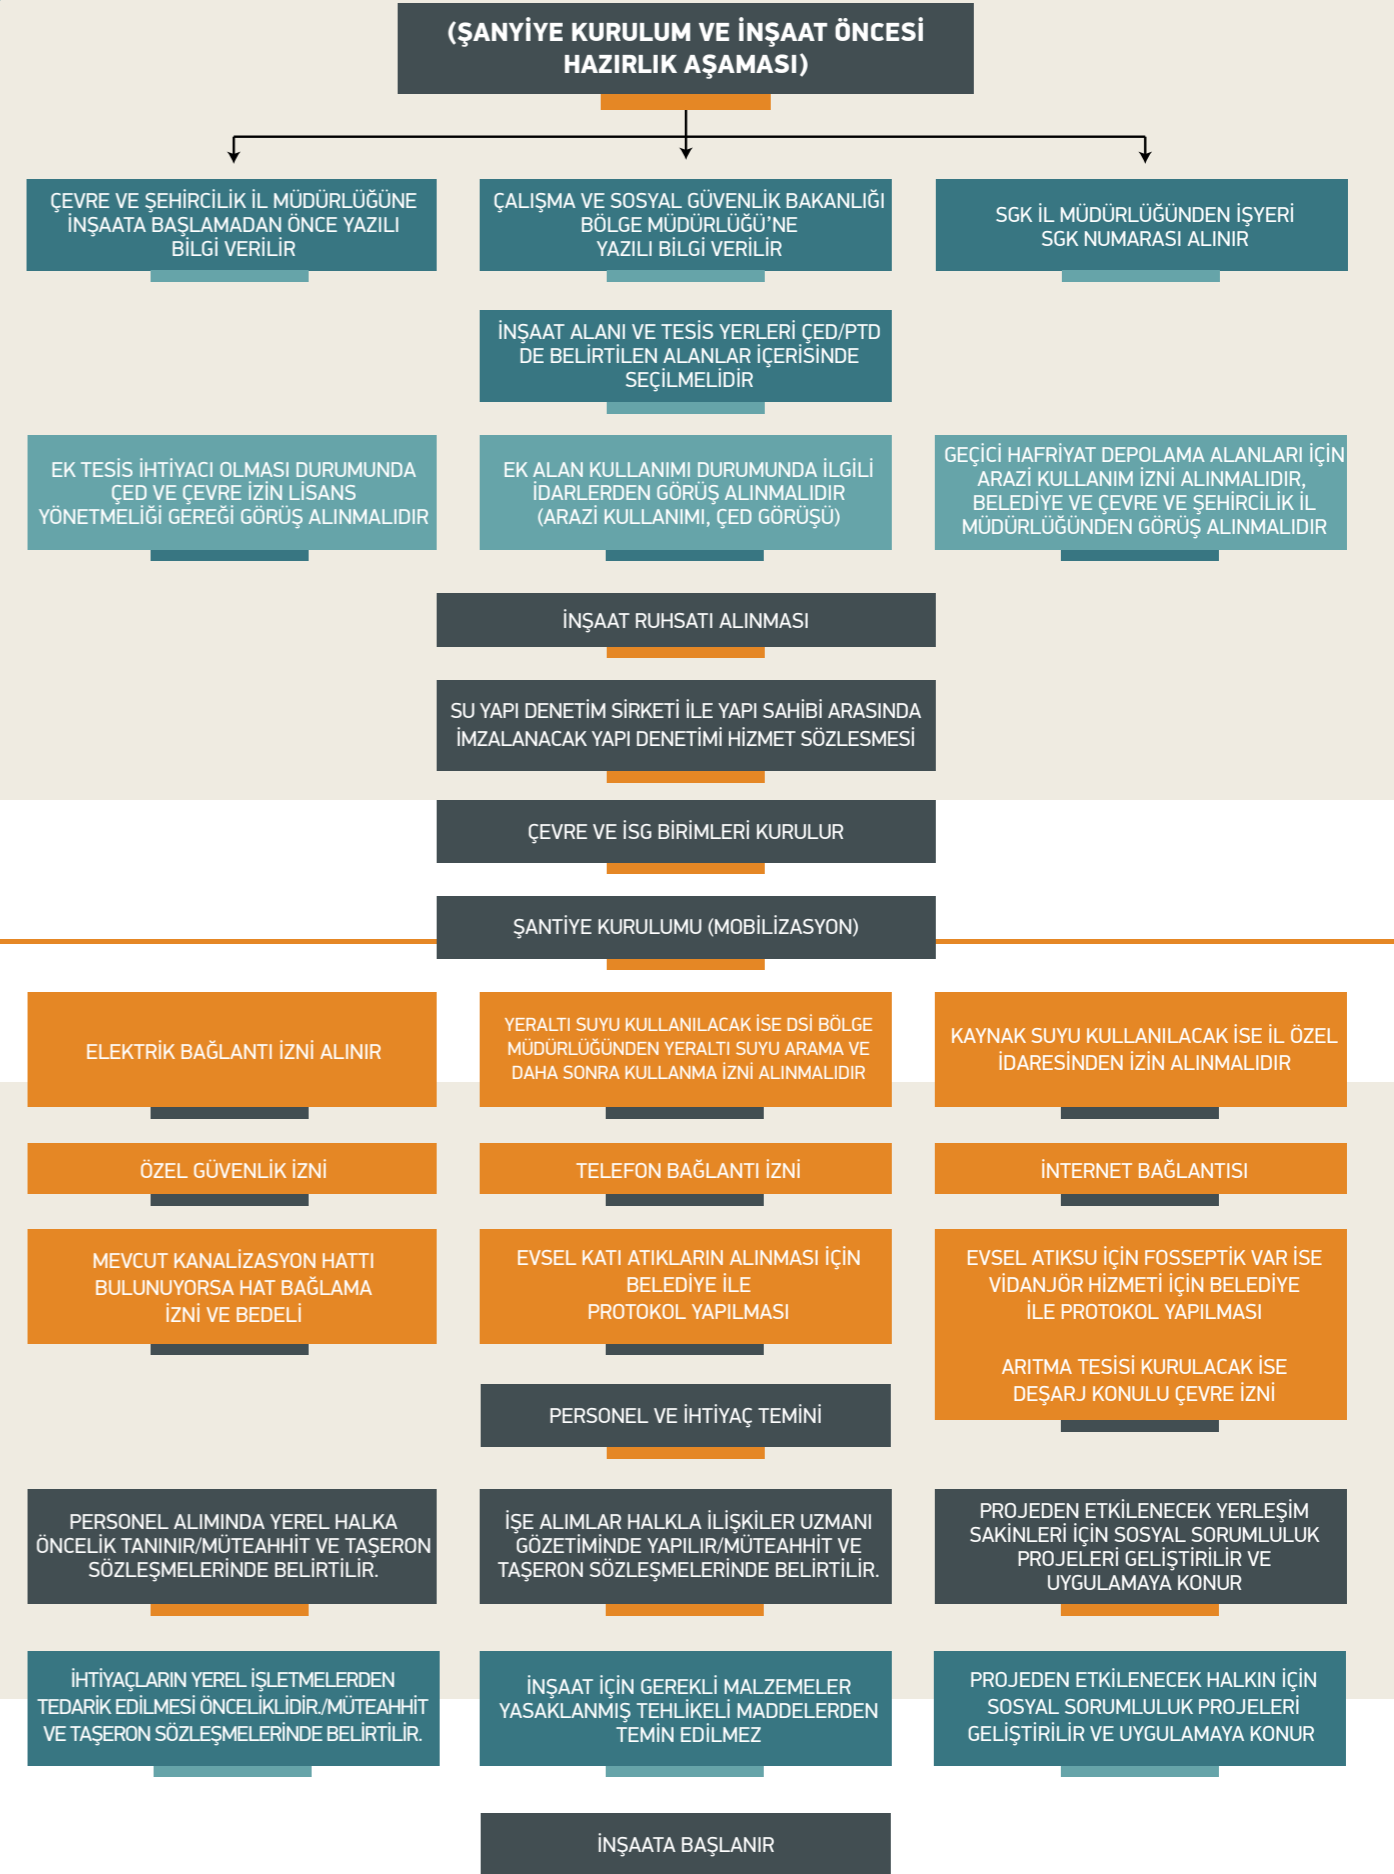 (ŞANYİYE KURULUM VE İNŞAAT ÖNCESİ
HAZIRLIK AŞAMASI)
ÇEVRE VE ŞEHİRCİLİK İL MÜDÜRLÜĞÜNE
İNŞAATA BAŞLAMADAN ÖNCE YAZILI
BİLGİ VERİLİR
ÇALIŞMA VE SOSYAL GÜVENLİK BAKANLIĞI
BÖLGE MÜDÜRLÜĞÜ’NE
YAZILI BİLGİ VERİLİR
SGK İL MÜDÜRLÜĞÜNDEN İŞYERİ
SGK NUMARASI ALINIR
İNŞAAT ALANI VE TESİS YERLERİ ÇED/PTD
DE BELİRTİLEN ALANLAR İÇERİSİNDE
SEÇİLMELİDİR
EK TESİS İHTİYACI OLMASI DURUMUNDA
ÇED VE ÇEVRE İZİN LİSANS
YÖNETMELİĞİ GEREĞİ GÖRÜŞ ALINMALIDIR
EK ALAN KULLANIMI DURUMUNDA İLGİLİ
İDARLERDEN GÖRÜŞ ALINMALIDIR
(ARAZİ KULLANIMI, ÇED GÖRÜŞÜ)
GEÇİCİ HAFRİYAT DEPOLAMA ALANLARI İÇİN
ARAZİ KULLANIM İZNİ ALINMALIDIR,
BELEDİYE VE ÇEVRE VE ŞEHİRCİLİK İL
MÜDÜRLÜĞÜNDEN GÖRÜŞ ALINMALIDIR
İNŞAAT RUHSATI ALINMASI
SU YAPI DENETİM SİRKETİ İLE YAPI SAHİBİ ARASINDA
İMZALANACAK YAPI DENETİMİ HİZMET SÖZLESMESİ
ÇEVRE VE İSG BİRİMLERİ KURULUR
ŞANTİYE KURULUMU (MOBİLİZASYON)
ELEKTRİK BAĞLANTI İZNİ ALINIR
YERALTI SUYU KULLANILACAK İSE DSİ BÖLGE
MÜDÜRLÜĞÜNDEN YERALTI SUYU ARAMA VE
DAHA SONRA KULLANMA İZNİ ALINMALIDIR
KAYNAK SUYU KULLANILACAK İSE İL ÖZEL
İDARESİNDEN İZİN ALINMALIDIR
ÖZEL GÜVENLİK İZNİ
TELEFON BAĞLANTI İZNİ
İNTERNET BAĞLANTISI
MEVCUT KANALİZASYON HATTI
BULUNUYORSA HAT BAĞLAMA
İZNİ VE BEDELİ
EVSEL KATI ATIKLARIN ALINMASI İÇİN
BELEDİYE İLE
PROTOKOL YAPILMASI
EVSEL ATIKSU İÇİN FOSSEPTİK VAR İSE
VİDANJÖR HİZMETİ İÇİN BELEDİYE
İLE PROTOKOL YAPILMASI
ARITMA TESİSİ KURULACAK İSE
DEŞARJ KONULU ÇEVRE İZNİ
PERSONEL VE İHTİYAÇ TEMİNİ
PERSONEL ALIMINDA YEREL HALKA
ÖNCELİK TANINIR/MÜTEAHHİT VE TAŞERON
SÖZLEŞMELERİNDE BELİRTİLİR.
İŞE ALIMLAR HALKLA İLİŞKİLER UZMANI
GÖZETİMİNDE YAPILIR/MÜTEAHHİT VE
TAŞERON SÖZLEŞMELERİNDE BELİRTİLİR.
PROJEDEN ETKİLENECEK YERLEŞİM
SAKİNLERİ İÇİN SOSYAL SORUMLULUK
PROJELERİ GELİŞTİRİLİR VE
UYGULAMAYA KONUR
İHTİYAÇLARIN YEREL İŞLETMELERDEN
TEDARİK EDİLMESİ ÖNCELİKLİDİR./MÜTEAHHİT
VE TAŞERON SÖZLEŞMELERİNDE BELİRTİLİR.
İNŞAAT İÇİN GEREKLİ MALZEMELER
YASAKLANMIŞ TEHLİKELİ MADDELERDEN
TEMİN EDİLMEZ
PROJEDEN ETKİLENECEK HALKIN İÇİN
SOSYAL SORUMLULUK PROJELERİ
GELİŞTİRİLİR VE UYGULAMAYA KONUR
İNŞAATA BAŞLANIR